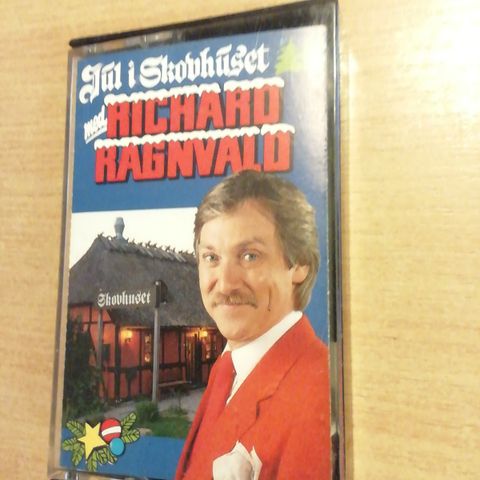 Jul i Skovhuset
med RICHARD
RAGNVALD
Skovhuset